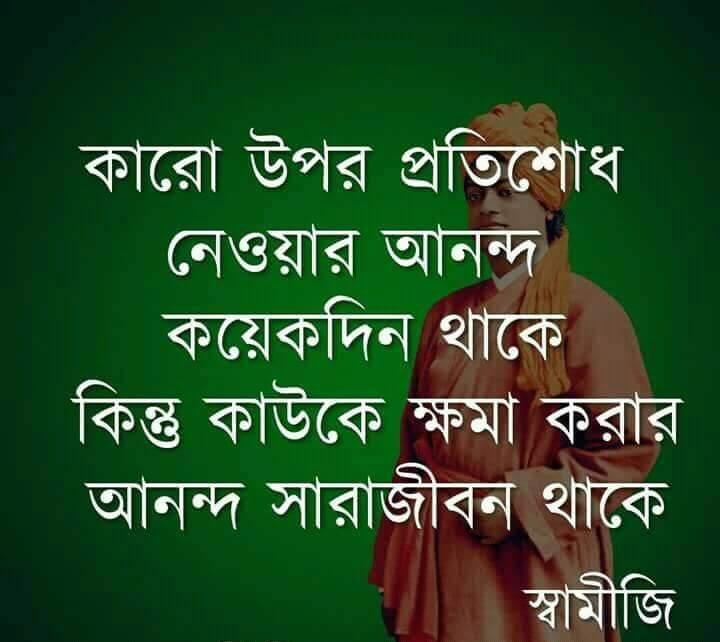 কারো উপর প্রতিশোধ
নেওয়ার আনন্দ
কয়েকদিন থাকে
কিন্তু কাউকে ক্ষমা করার
আনন্দ সারাজীবন থাকে
স্বামীজি